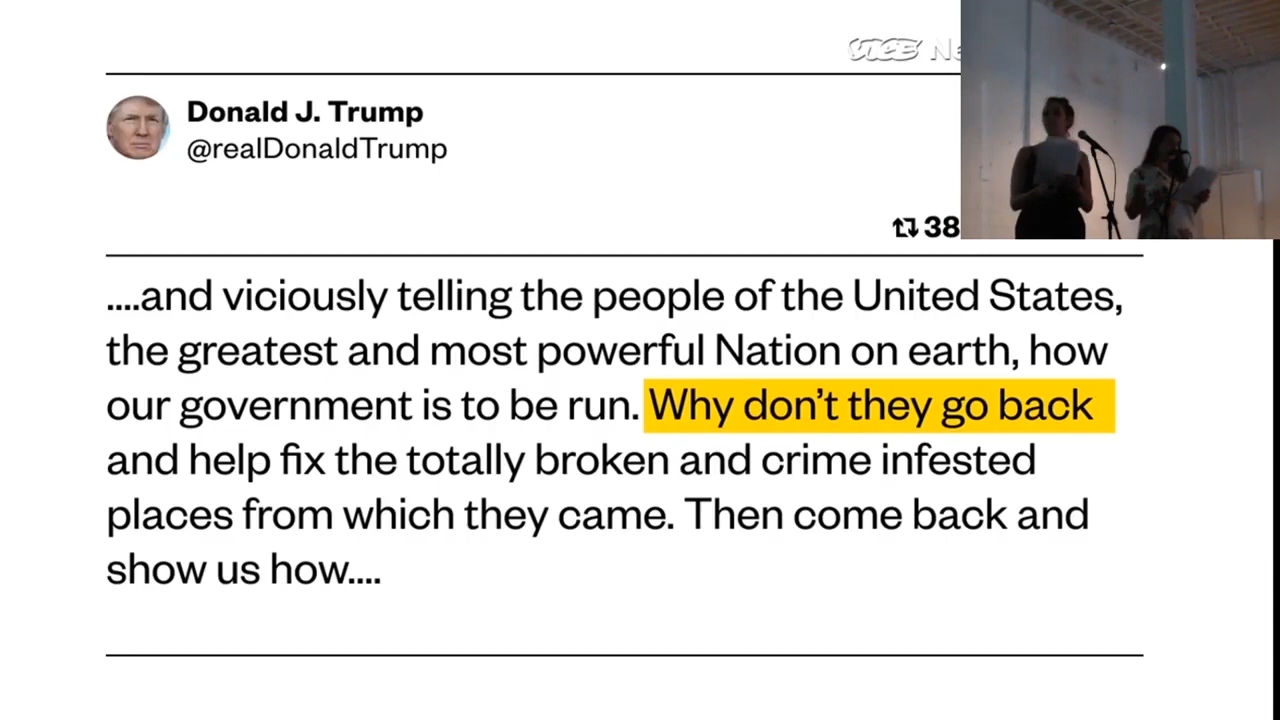 VICE Ne
Donald J. Trump
@realDonaldTrump
38
....and viciously telling the people of the United States,
the greatest and most powerful Nation on earth, how
our government is to be run. Why don’t they go back
and help fix the totally broken and crime infested
places from which they came. Then come back and
show us how....